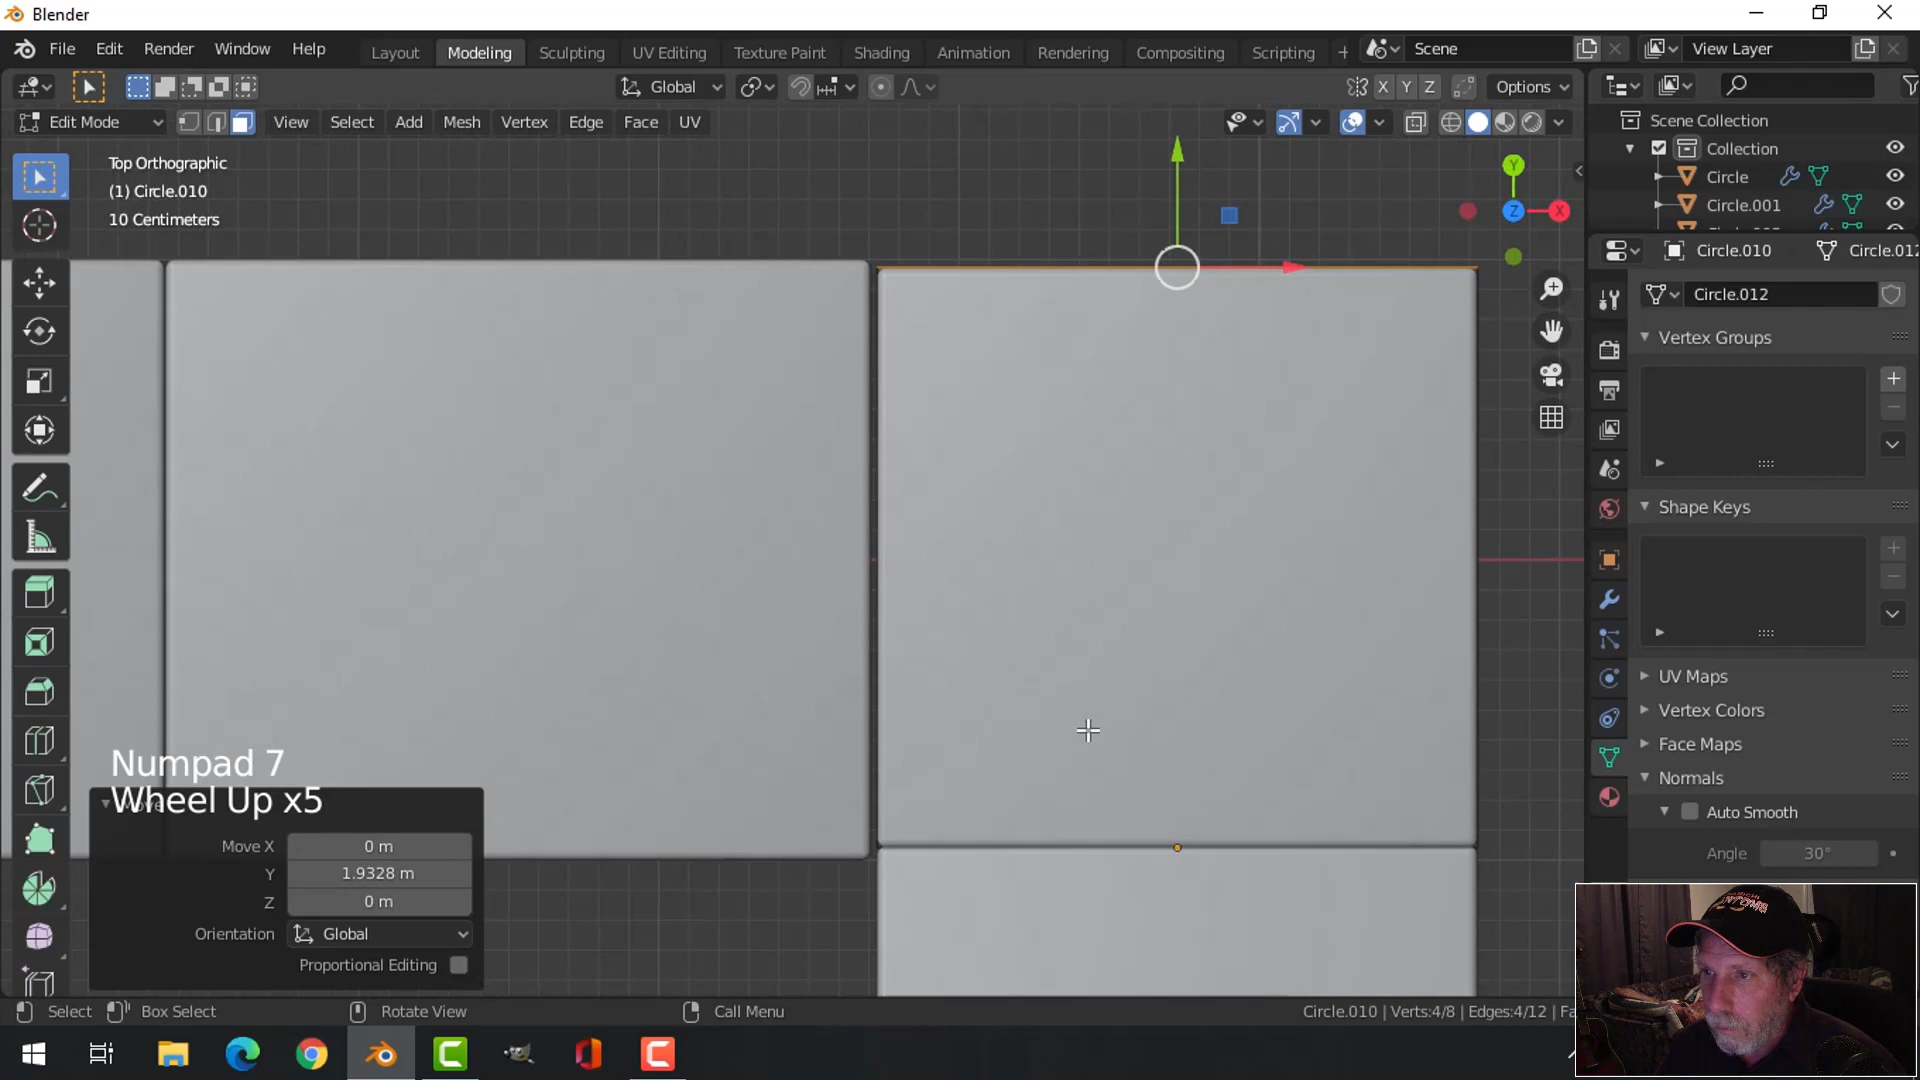 Blender
File Edit Render Window Help
Layout Modeling Sculpting UV Editing Texture Paint Shading Animation Rendering Compositing Scripting +
Scene
View Layer
Global
X Y Z
Options
Edit Mode
View Select Add Mesh Vertex Edge Face UV
Scene Collection
Collection
Circle
Circle.001
Top Orthographic
(1) Circle.010
10 Centimeters
Y
Z
X
Circle.010
Circle.012
Vertex Groups
Shape Keys
UV Maps
Vertex Colors
Face Maps
Normals
Auto Smooth
Angle 30°
Numpad 7
Wheel Up x5
Move X 0 m
Y 1.9328 m
Z 0 m
Orientation Global
Proportional Editing
Select Box Select Rotate View Call Menu
Circle.010 | Verts:4/8 | Edges:4/12 | Fa